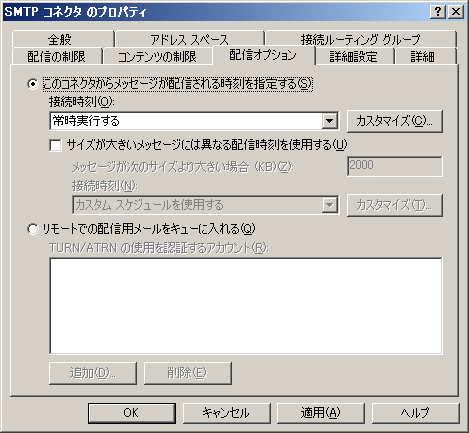 SMTP コネクタ のプロパティ
全般 アドレス スペース 接続ルーティング グループ
配信の制限 コンテンツの制限 配信オプション 詳細設定 詳細
このコネクタからメッセージが配信される時刻を指定する(S)
接続時刻(O):
常時実行する カスタマイズ(C)...
サイズが大きいメッセージには異なる配信時刻を使用する(U)
メッセージが次のサイズより大きい場合 (KB)(Z): 2000
接続時刻(N):
カスタム スケジュールを使用する カスタマイズ(T)...
リモートでの配信用メールをキューに入れる(Q)
TURN/ATRN の使用を認証するアカウント(R):
追加(D)... 削除(E)
OK キャンセル 適用(A) ヘルプ